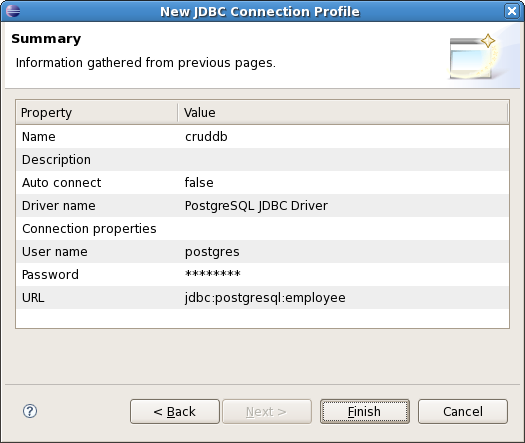 New JDBC Connection Profile
Summary
Information gathered from previous pages.
Property Value
Name cruddb
Description
Auto connect false
Driver name PostgreSQL JDBC Driver
Connection properties
User name postgres
Password ********
URL jdbc:postgresql:employee
? < Back Next > Finish Cancel